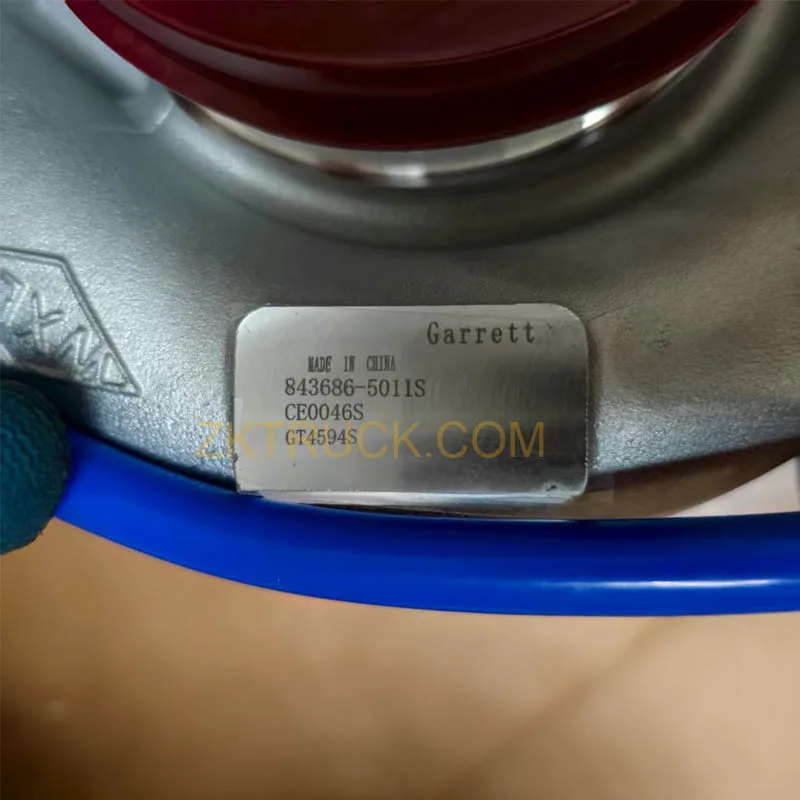 Garrett
MADE IN CHINA
843686-5011S
CE0046S
GT4594S
ZKTRUCK.COM